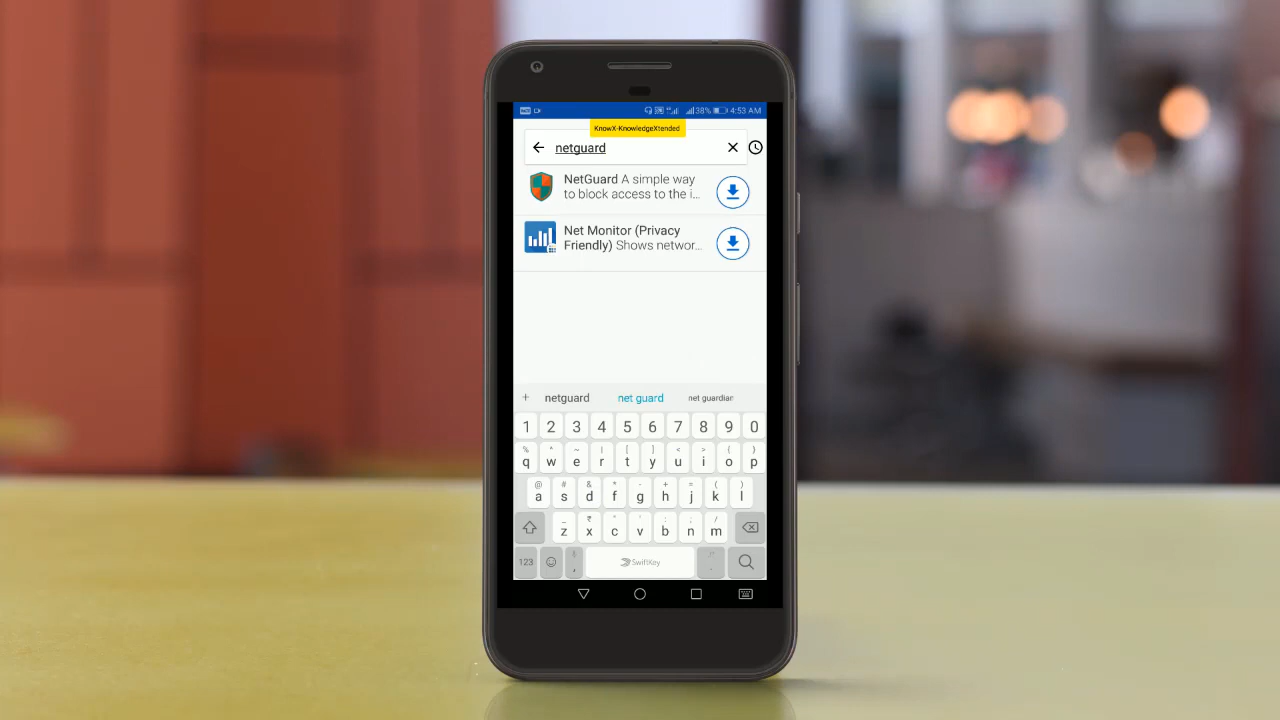 38% 4:53 AM
KnowX-KnowledgeXtended
netguard
NetGuard A simple way
to block access to the i...
Net Monitor (Privacy
Friendly) Shows networ...
+ netguard net guard net guardian
1 2 3 4 5 6 7 8 9 0
% ^ ~ | [ ] < > { }
q w e r t y u i o p
@ # & * - + = ( )
a s d f g h j k l
_ ₹ " ' : ; /
z x c v b n m
123 , SwiftKey .